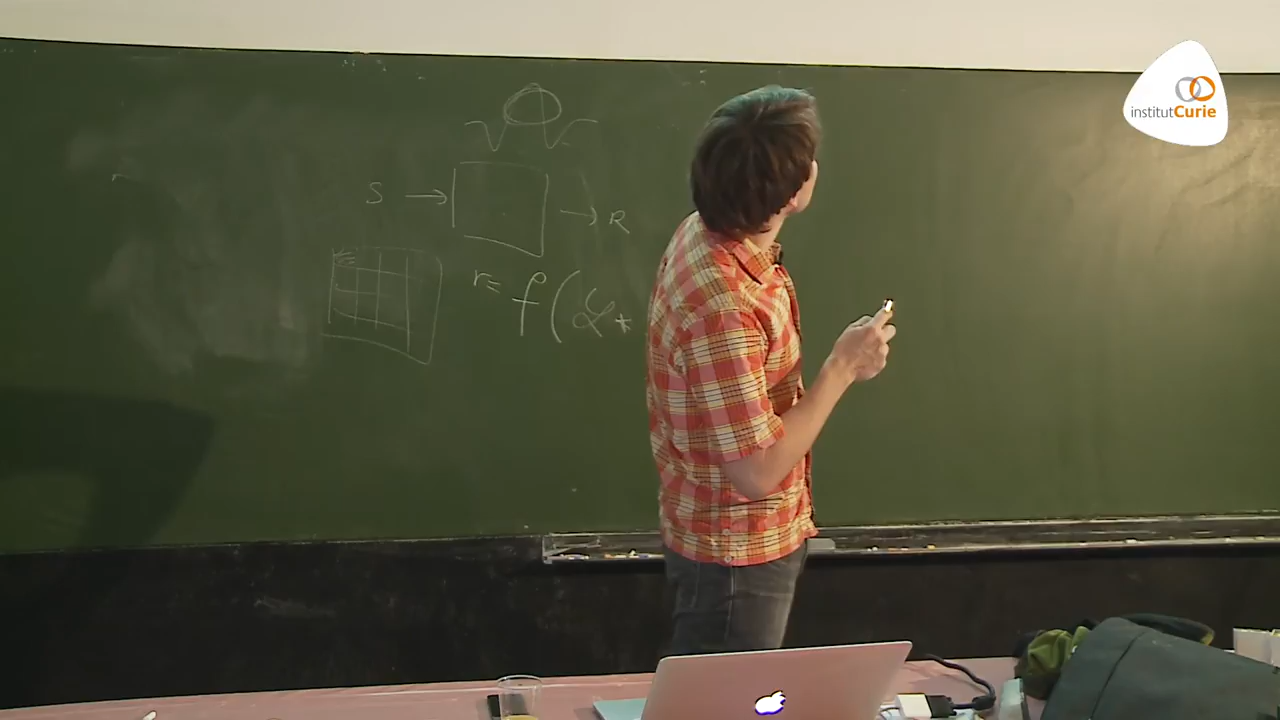 institutCurie
S → → R
r= f(